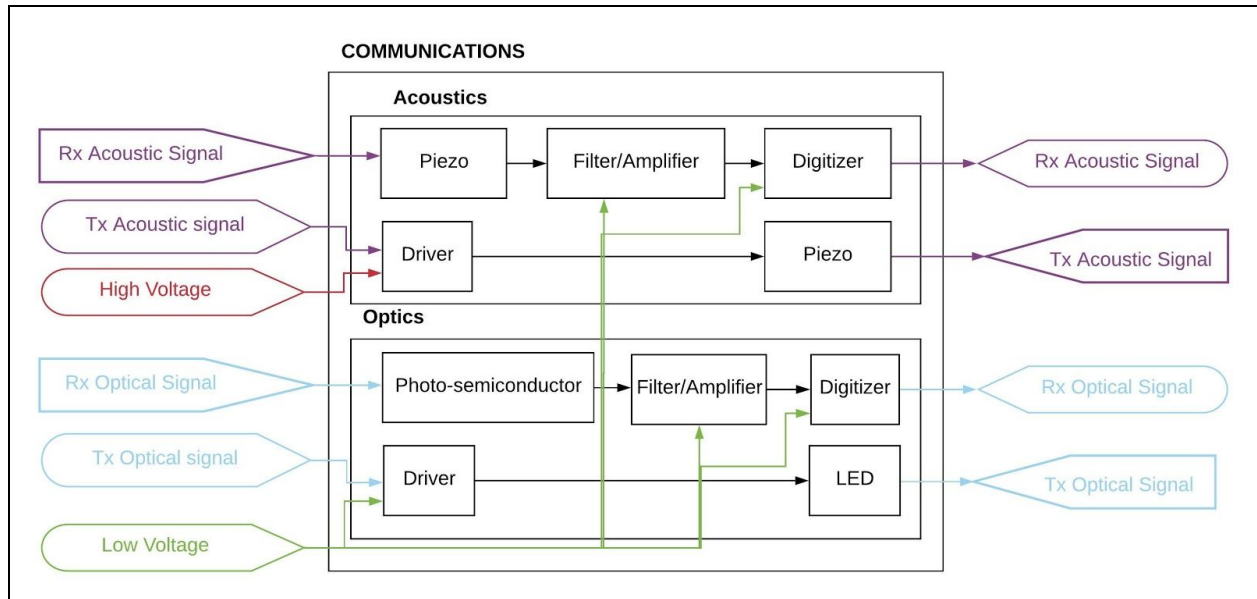 COMMUNICATIONS
Acoustics
Rx Acoustic Signal
Piezo
Filter/Amplifier
Digitizer
Rx Acoustic Signal
Tx Acoustic signal
Driver
Piezo
Tx Acoustic Signal
High Voltage
Optics
Rx Optical Signal
Photo-semiconductor
Filter/Amplifier
Digitizer
Rx Optical Signal
Tx Optical signal
Driver
LED
Tx Optical Signal
Low Voltage